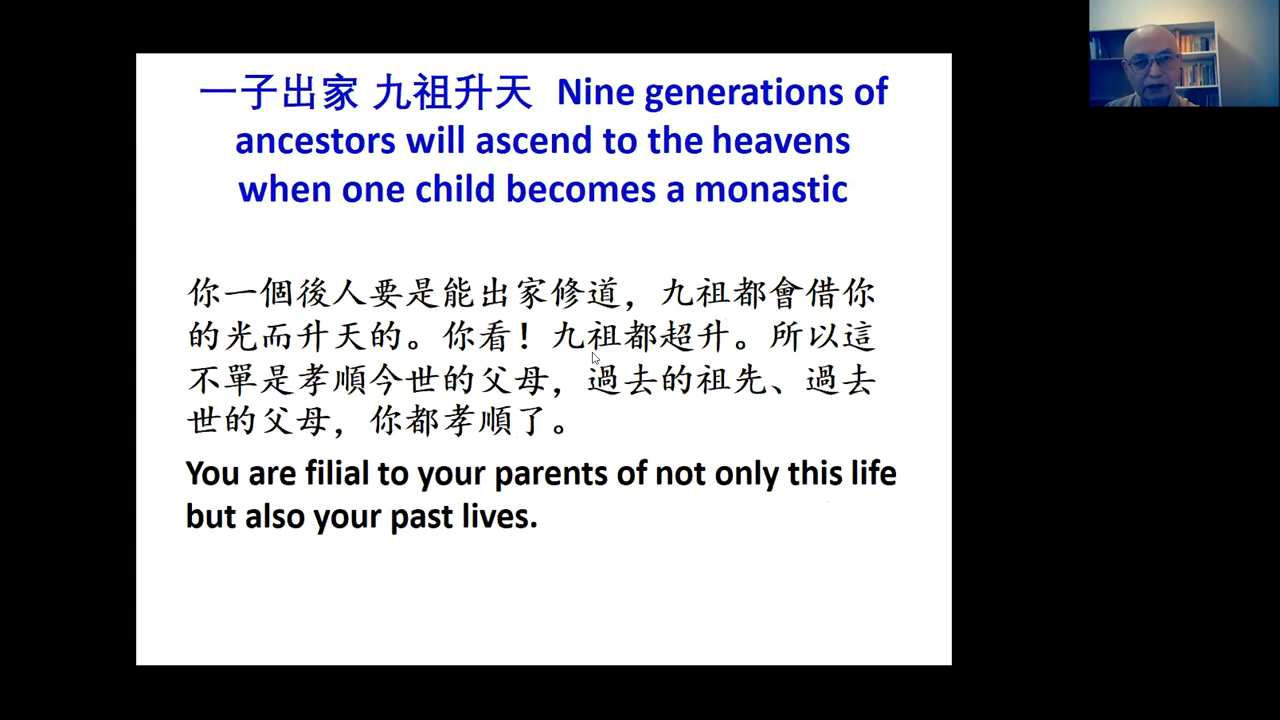 一子出家 九祖升天 Nine generations of
ancestors will ascend to the heavens
when one child becomes a monastic
你一個後人要是能出家修道，九祖都會借你
的光而升天的。你看！九祖都超升。所以這
不單是孝順今世的父母，過去的祖先、過去
世的父母，你都孝順了。
You are filial to your parents of not only this life
but also your past lives.